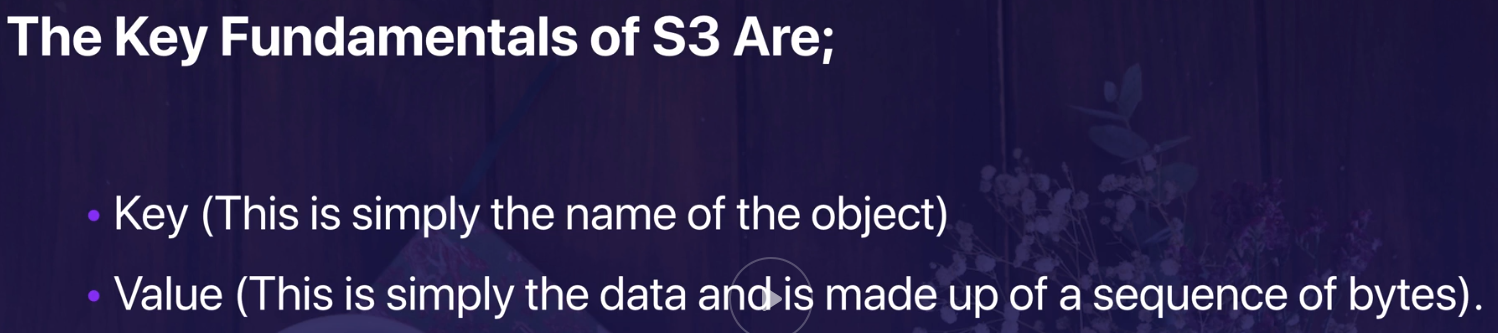 The Key Fundamentals of S3 Are;
• Key (This is simply the name of the object)
• Value (This is simply the data and is made up of a sequence of bytes).